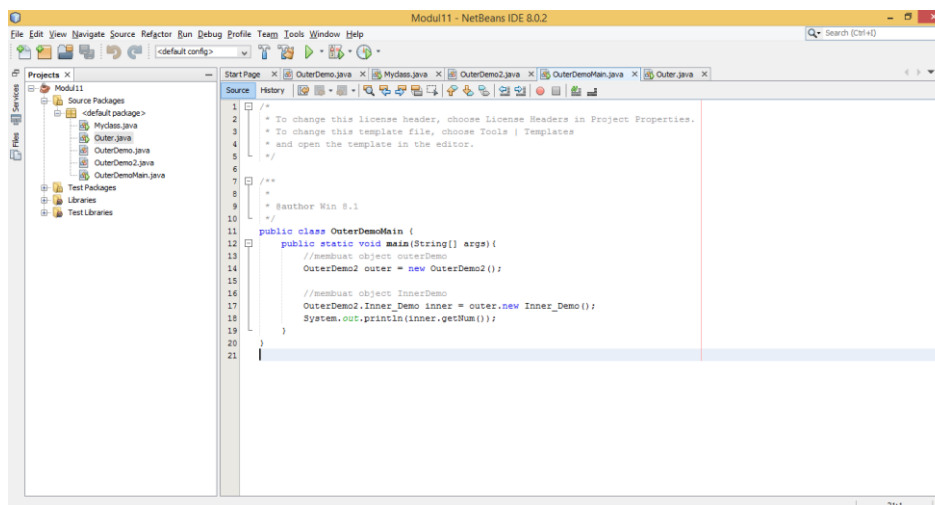 Modul11 - NetBeans IDE 8.0.2
File Edit View Navigate Source Refactor Run Debug Profile Team Tools Window Help
Search (Ctrl+I)
<default config>
Projects
Services
Files
Modul11
Source Packages
<default package>
Myclass.java
Outer.java
OuterDemo.java
OuterDemo2.java
OuterDemoMain.java
Test Packages
Libraries
Test Libraries
Start Page OuterDemo.java Myclass.java OuterDemo2.java OuterDemoMain.java Outer.java
Source History
1 /*
2 * To change this license header, choose License Headers in Project Properties.
3 * To change this template file, choose Tools | Templates
4 * and open the template in the editor.
5 */
6
7 /**
8 *
9 * @author Win 8.1
10 */
11 public class OuterDemoMain {
12 public static void main(String[] args){
13 //membuat object outerDemo
14 OuterDemo2 outer = new OuterDemo2();
15
16 //membuat object InnerDemo
17 OuterDemo2.Inner_Demo inner = outer.new Inner_Demo();
18 System.out.println(inner.getNum());
19 }
20 }
21